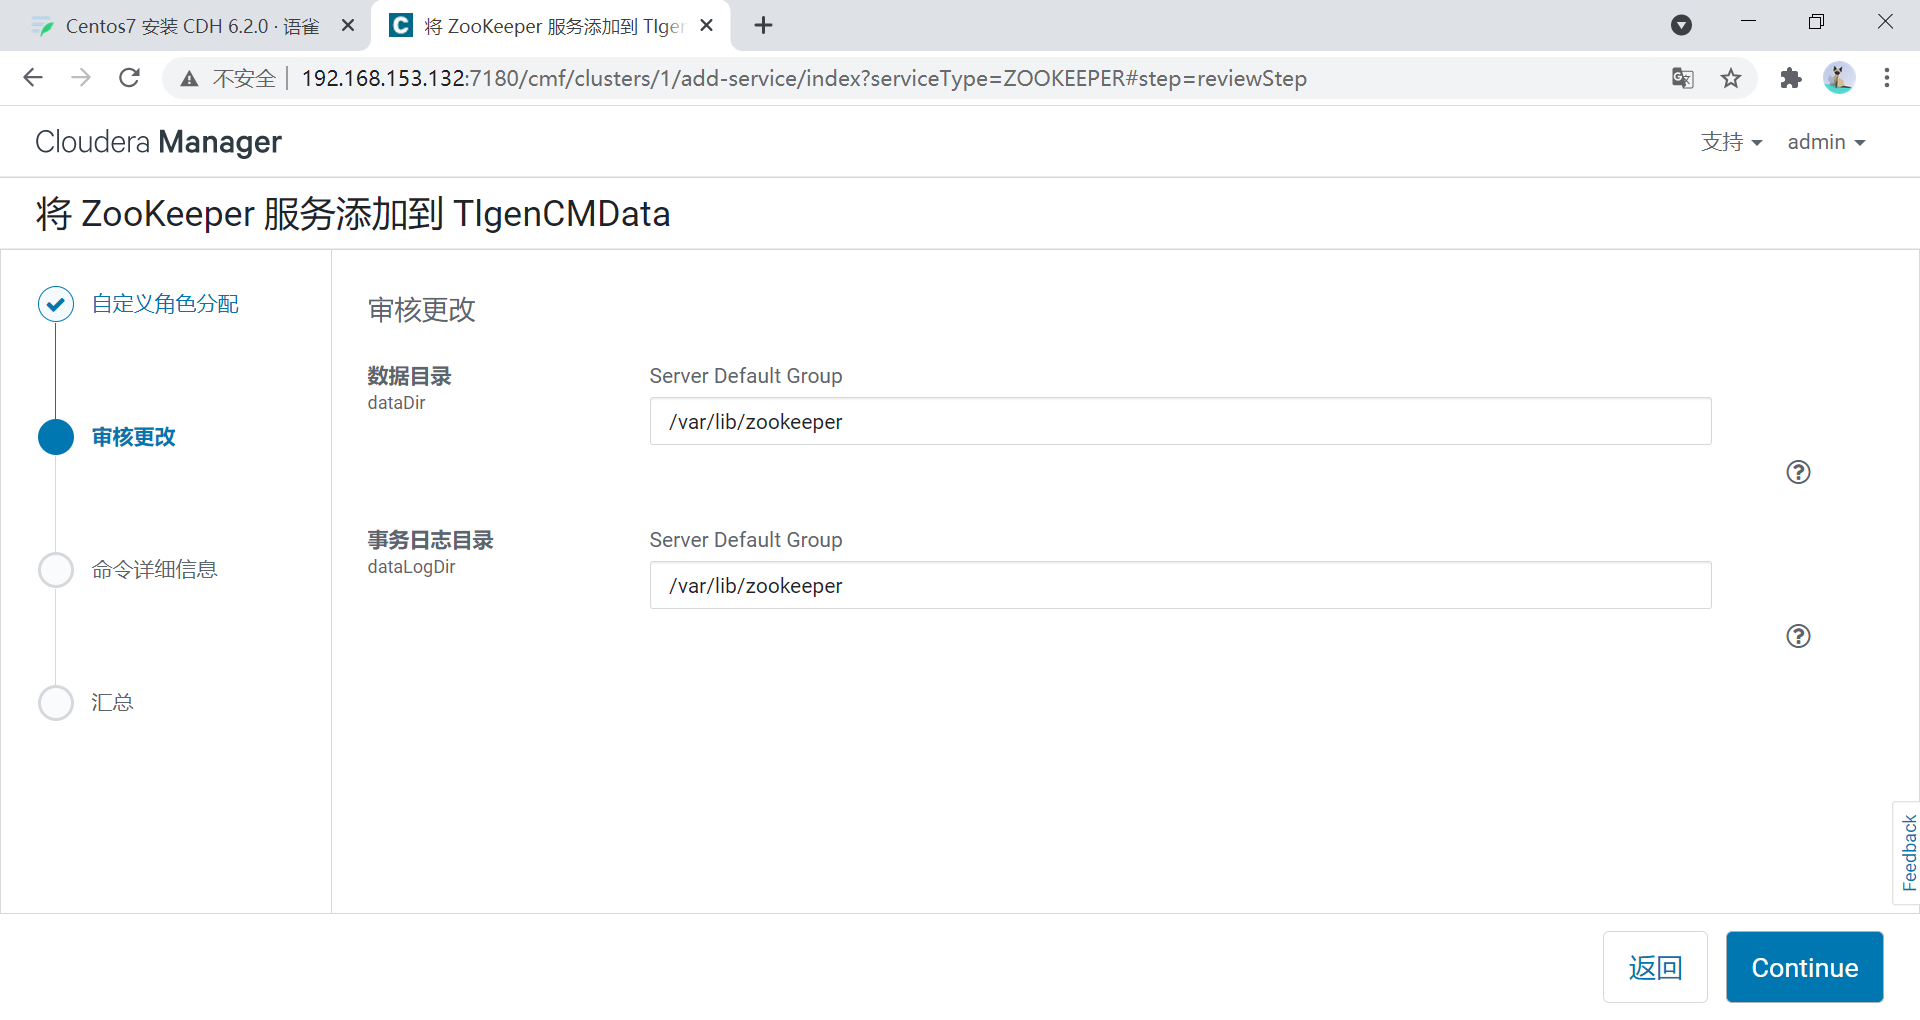 Centos7 安装 CDH 6.2.0 · 语雀
将 ZooKeeper 服务添加到 TIger
不安全
192.168.153.132:7180/cmf/clusters/1/add-service/index?serviceType=ZOOKEEPER#step=reviewStep
Cloudera Manager
支持
admin
将 ZooKeeper 服务添加到 TIgenCMData
自定义角色分配
审核更改
命令详细信息
汇总
审核更改
数据目录
dataDir
Server Default Group
/var/lib/zookeeper
事务日志目录
dataLogDir
Server Default Group
/var/lib/zookeeper
Feedback
返回
Continue